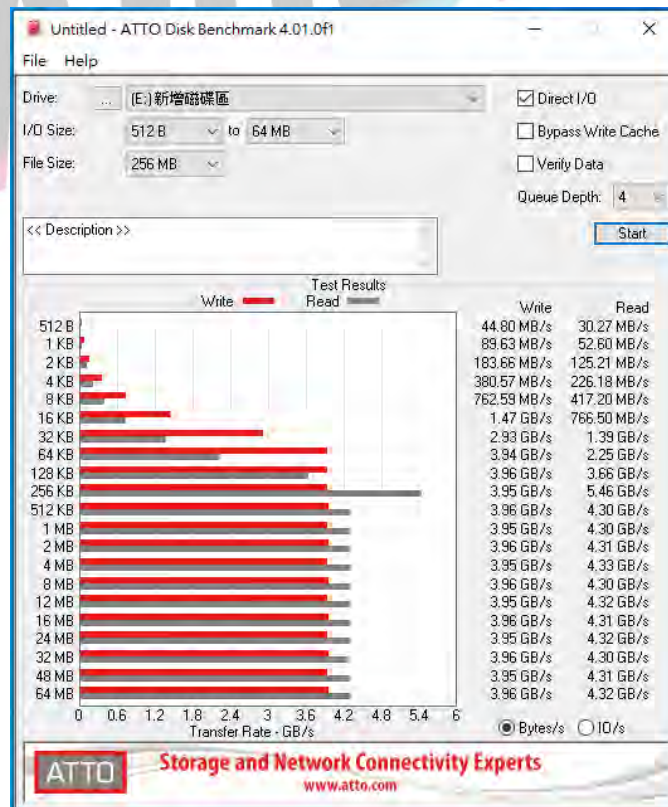 Untitled - ATTO Disk Benchmark 4.01.0f1
File Help
Drive: ... (E:)新增磁碟區 Direct I/O
I/O Size: 512 B to 64 MB Bypass Write Cache
File Size: 256 MB Verify Data
Queue Depth: 4
<< Description >> Start
Test Results
Write Read Write Read
512 B 44.80 MB/s 30.27 MB/s
1 KB 89.63 MB/s 52.60 MB/s
2 KB 183.66 MB/s 125.21 MB/s
4 KB 380.57 MB/s 226.18 MB/s
8 KB 762.59 MB/s 417.20 MB/s
16 KB 1.47 GB/s 766.50 MB/s
32 KB 2.93 GB/s 1.39 GB/s
64 KB 3.94 GB/s 2.25 GB/s
128 KB 3.96 GB/s 3.66 GB/s
256 KB 3.95 GB/s 5.46 GB/s
512 KB 3.96 GB/s 4.30 GB/s
1 MB 3.95 GB/s 4.30 GB/s
2 MB 3.96 GB/s 4.31 GB/s
4 MB 3.95 GB/s 4.33 GB/s
8 MB 3.96 GB/s 4.30 GB/s
12 MB 3.95 GB/s 4.32 GB/s
16 MB 3.96 GB/s 4.31 GB/s
24 MB 3.95 GB/s 4.32 GB/s
32 MB 3.96 GB/s 4.30 GB/s
48 MB 3.95 GB/s 4.31 GB/s
64 MB 3.96 GB/s 4.32 GB/s
0 0.6 1.2 1.8 2.4 3 3.6 4.2 4.8 5.4 6
Transfer Rate - GB/s Bytes/s IO/s
ATTO Storage and Network Connectivity Experts
www.atto.com